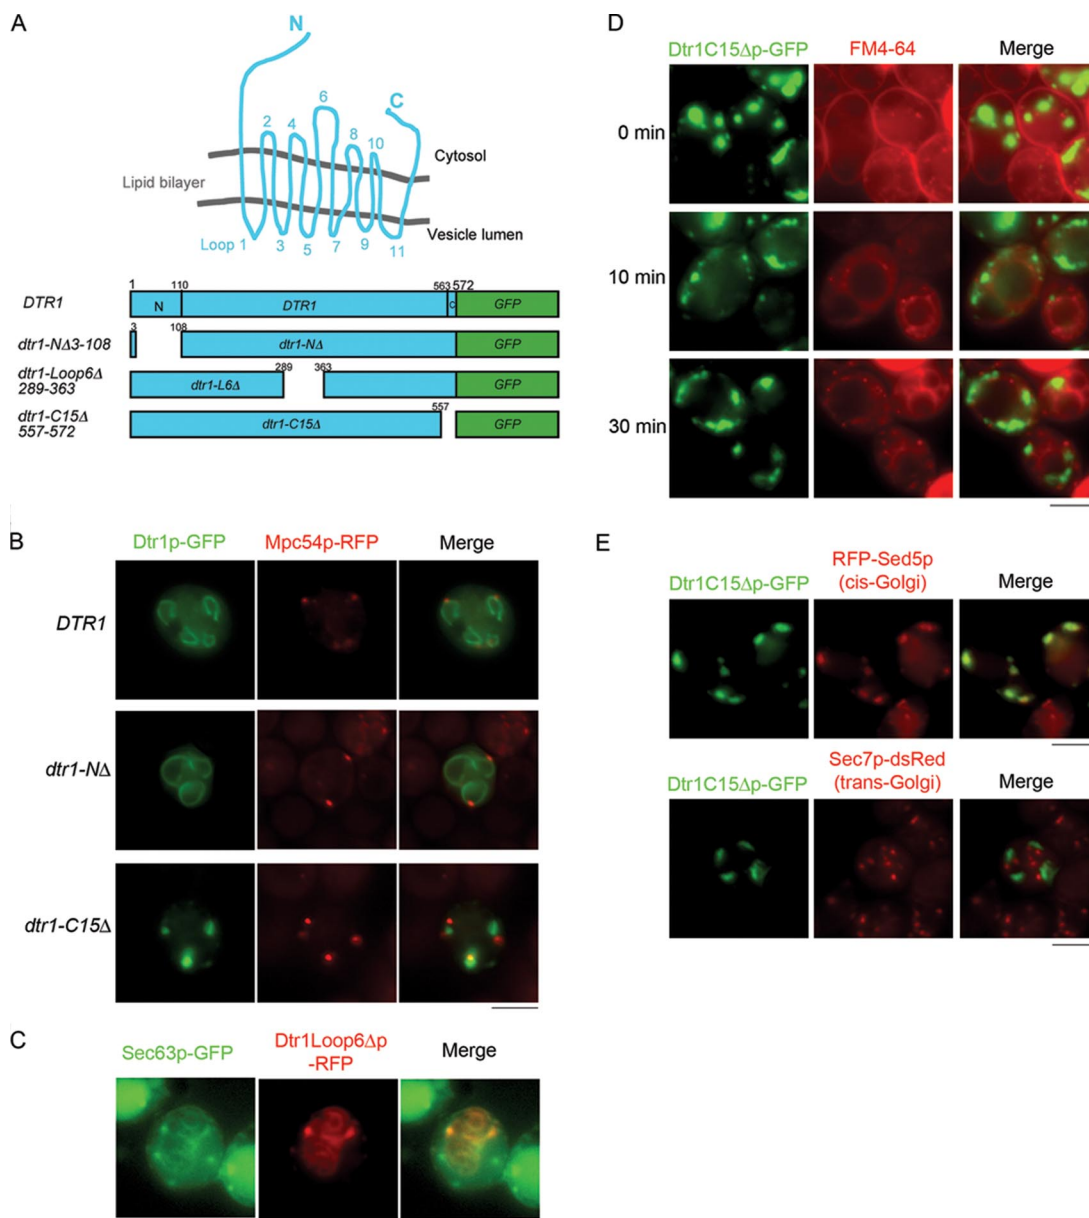 A
N
C
6
2
4
8
10
Cytosol
Lipid bilayer
Vesicle lumen
Loop 1
3
5
7
9
11
1
110
563
572
DTR1
N
DTR1
C
GFP
3
108
dtr1-NΔ3-108
dtr1-NΔ
GFP
289
363
dtr1-Loop6Δ
289-363
dtr1-L6Δ
GFP
557
dtr1-C15Δ
557-572
dtr1-C15Δ
GFP
B
Dtr1p-GFP
Mpc54p-RFP
Merge
DTR1
dtr1-NΔ
dtr1-C15Δ
C
Sec63p-GFP
Dtr1Loop6Δp
-RFP
Merge
D
Dtr1C15Δp-GFP
FM4-64
Merge
0 min
10 min
30 min
E
Dtr1C15Δp-GFP
RFP-Sed5p
(cis-Golgi)
Merge
Dtr1C15Δp-GFP
Sec7p-dsRed
(trans-Golgi)
Merge